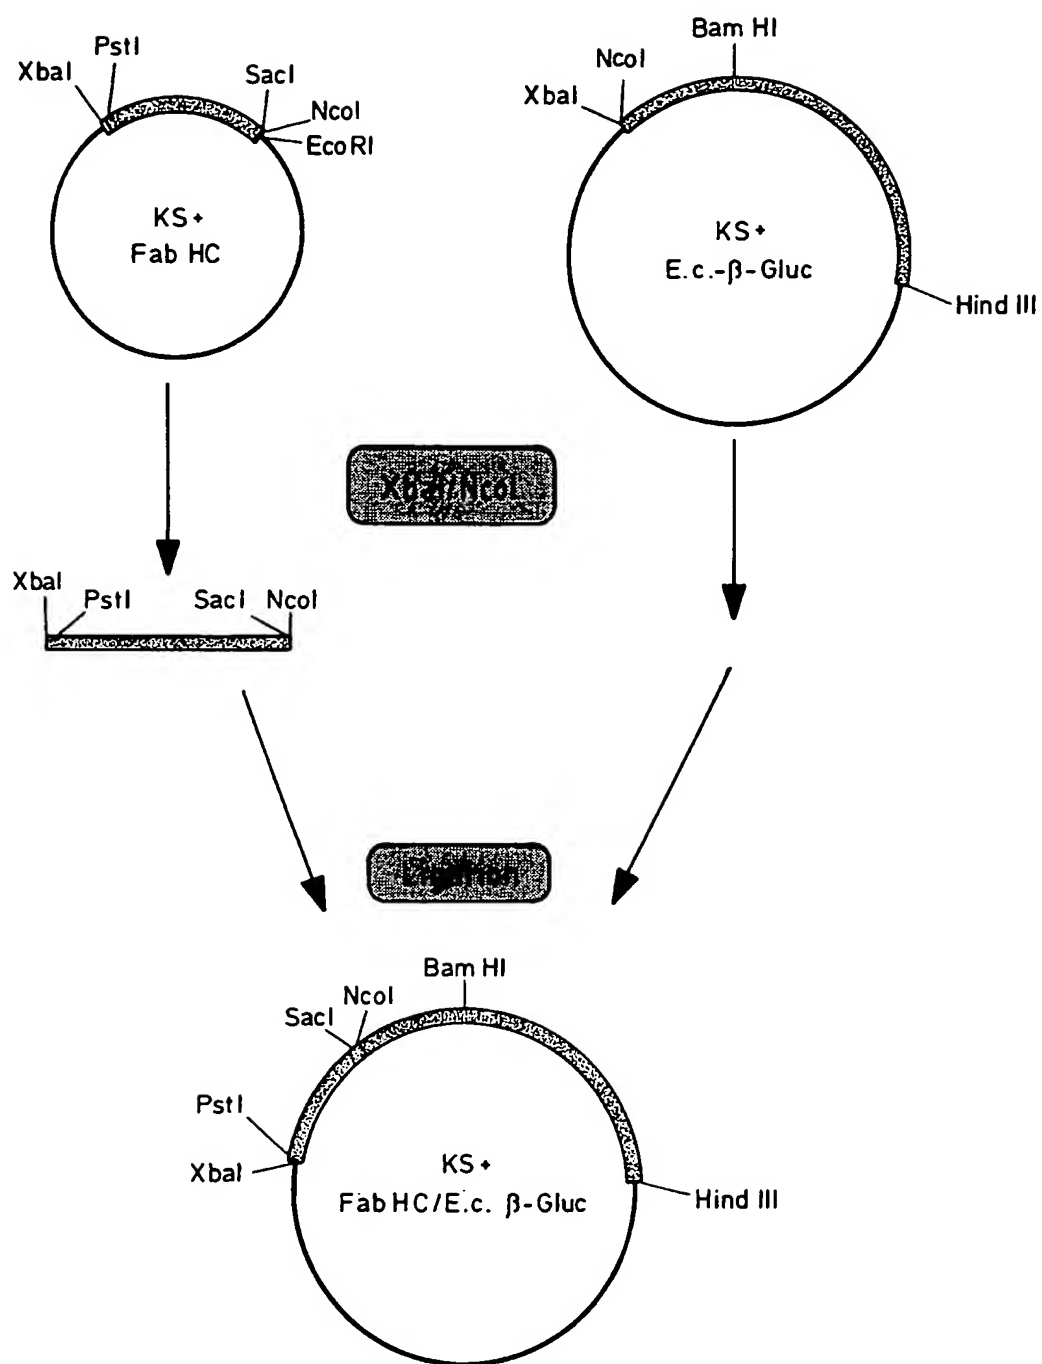 PstI
XbaI
SacI
NcoI
EcoRI
KS+
Fab HC
Bam HI
NcoI
XbaI
KS+
E.c.-β-Gluc
Hind III
XbaI/NcoI
XbaI
PstI
SacI
NcoI
Ligation
Bam HI
NcoI
SacI
PstI
XbaI
KS+
Fab HC/E.c. β-Gluc
Hind III